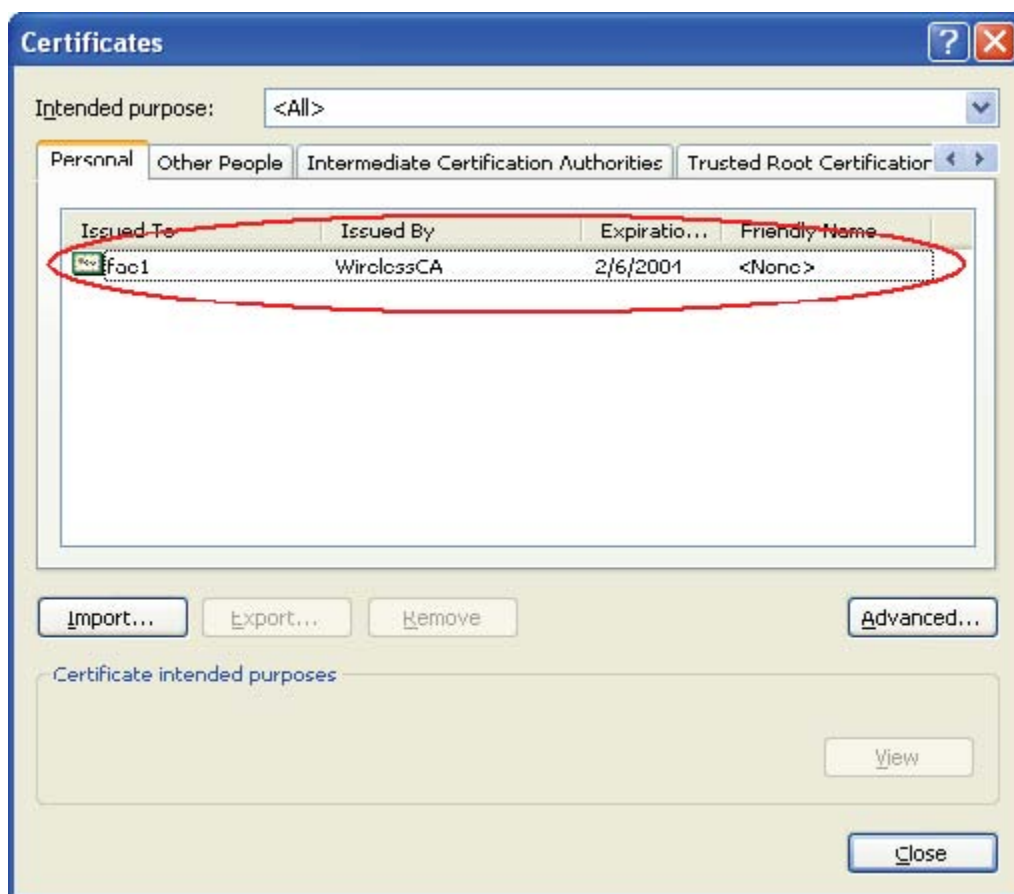 Certificates
Intended purpose: <All>
Personal Other People Intermediate Certification Authorities Trusted Root Certification
Issued To Issued By Expiratio... Friendly Name
fae1 WirelessCA 2/6/2004 <None>
Import... Export... Remove Advanced...
Certificate intended purposes
View
Close